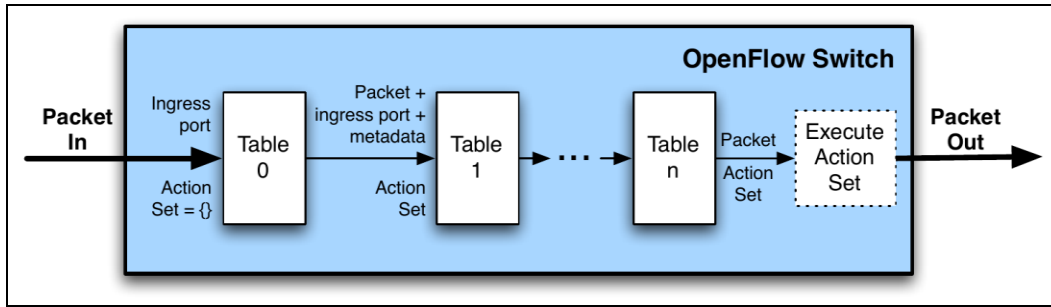 OpenFlow Switch
Packet
In
Ingress
port
Action
Set = {}
Table
0
Packet +
ingress port +
metadata
Action
Set
Table
1
...
Table
n
Packet
Action
Set
Execute
Action
Set
Packet
Out